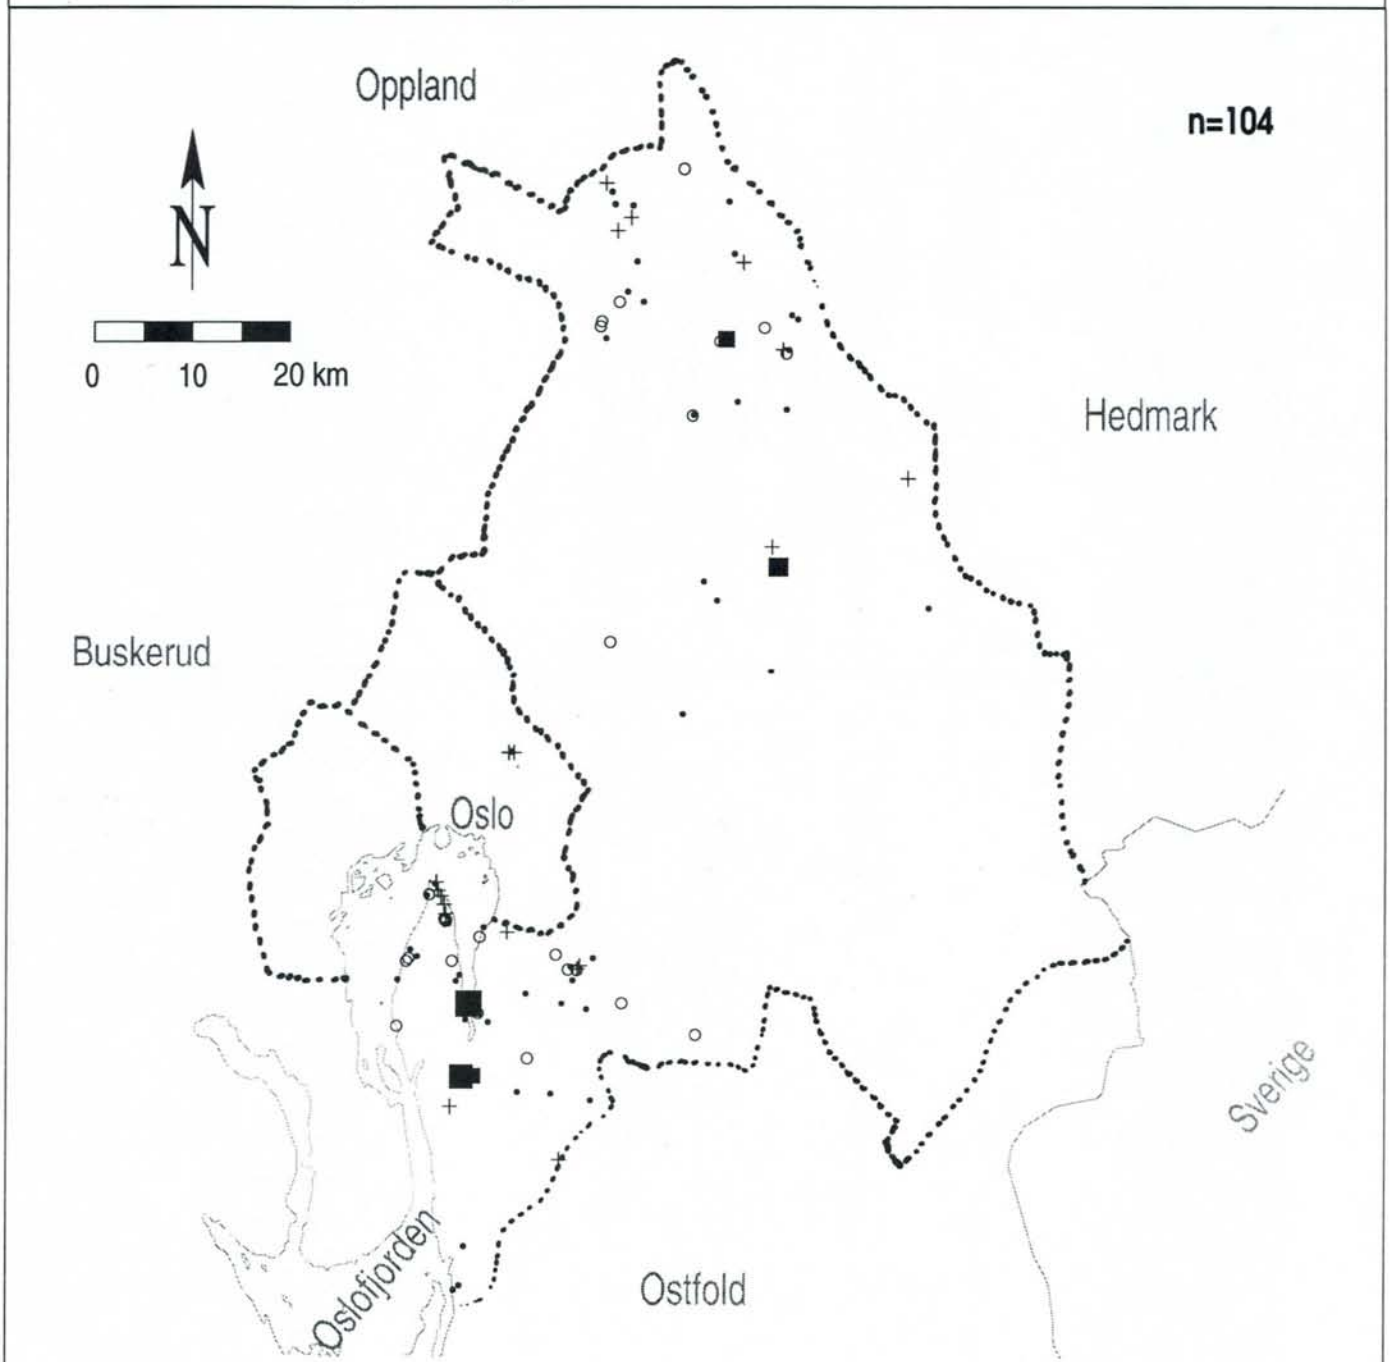 Oppland
n=104
N
0 10 20 km
Hedmark
Buskerud
Oslo
Sverige
Oslofjorden
Ostfold